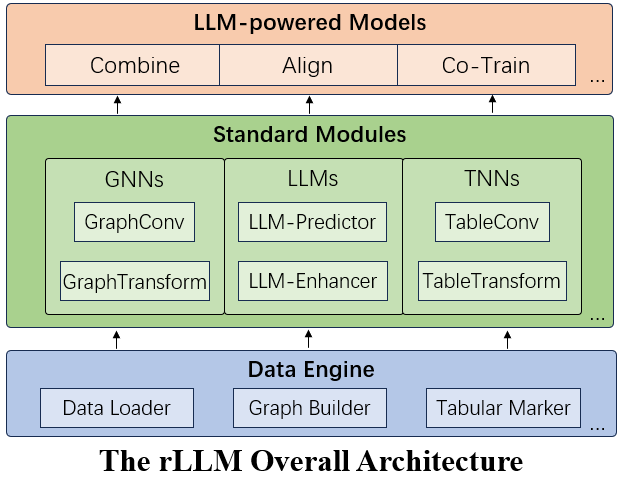 LLM-powered Models
Combine Align Co-Train
...
Standard Modules
GNNs LLMs TNNs
GraphConv LLM-Predictor TableConv
GraphTransform LLM-Enhancer TableTransform
...
Data Engine
Data Loader Graph Builder Tabular Marker
...
The rLLM Overall Architecture